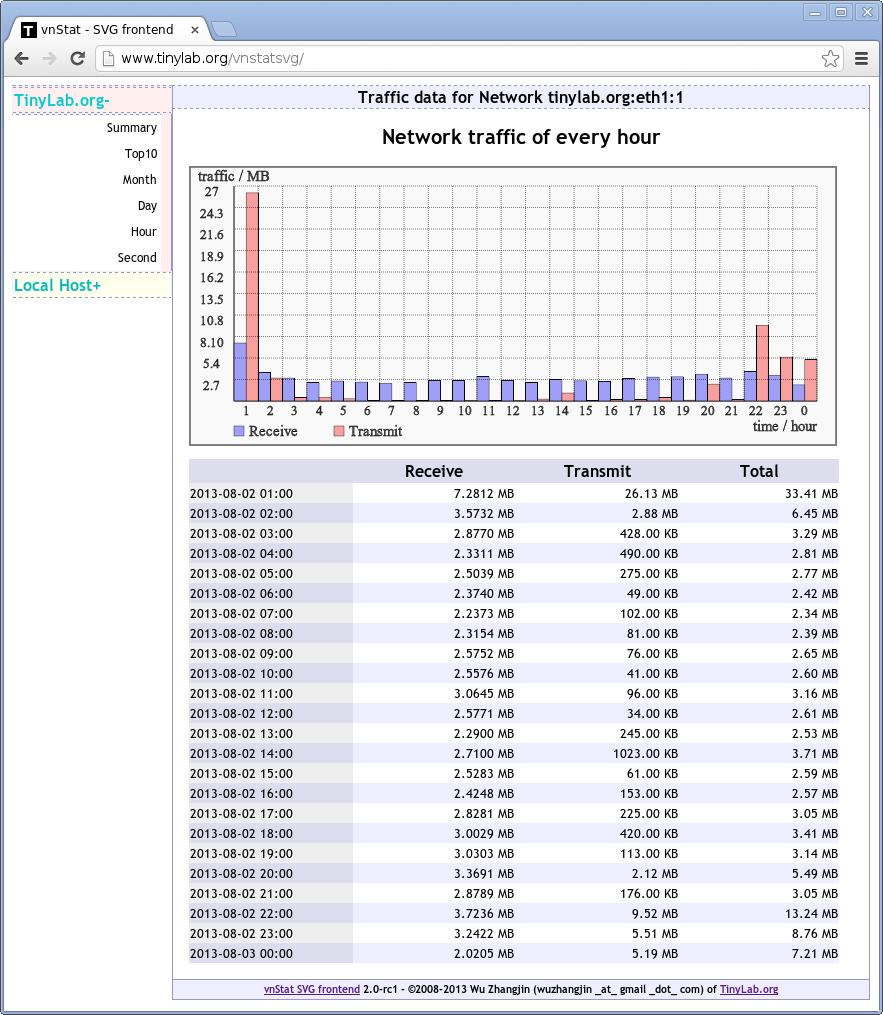 vnStat - SVG frontend
www.tinylab.org/vnstatsvg/
TinyLab.org-
Summary
Top10
Month
Day
Hour
Second
Local Host+
Traffic data for Network tinylab.org:eth1:1
Network traffic of every hour
traffic / MB
27
24.3
21.6
18.9
16.2
13.5
10.8
8.10
5.4
2.7
1 2 3 4 5 6 7 8 9 10 11 12 13 14 15 16 17 18 19 20 21 22 23 0
time / hour
Receive Transmit
Receive Transmit Total
2013-08-02 01:00 7.2812 MB 26.13 MB 33.41 MB
2013-08-02 02:00 3.5732 MB 2.88 MB 6.45 MB
2013-08-02 03:00 2.8770 MB 428.00 KB 3.29 MB
2013-08-02 04:00 2.3311 MB 490.00 KB 2.81 MB
2013-08-02 05:00 2.5039 MB 275.00 KB 2.77 MB
2013-08-02 06:00 2.3740 MB 49.00 KB 2.42 MB
2013-08-02 07:00 2.2373 MB 102.00 KB 2.34 MB
2013-08-02 08:00 2.3154 MB 81.00 KB 2.39 MB
2013-08-02 09:00 2.5752 MB 76.00 KB 2.65 MB
2013-08-02 10:00 2.5576 MB 41.00 KB 2.60 MB
2013-08-02 11:00 3.0645 MB 96.00 KB 3.16 MB
2013-08-02 12:00 2.5771 MB 34.00 KB 2.61 MB
2013-08-02 13:00 2.2900 MB 245.00 KB 2.53 MB
2013-08-02 14:00 2.7100 MB 1023.00 KB 3.71 MB
2013-08-02 15:00 2.5283 MB 61.00 KB 2.59 MB
2013-08-02 16:00 2.4248 MB 153.00 KB 2.57 MB
2013-08-02 17:00 2.8281 MB 225.00 KB 3.05 MB
2013-08-02 18:00 3.0029 MB 420.00 KB 3.41 MB
2013-08-02 19:00 3.0303 MB 113.00 KB 3.14 MB
2013-08-02 20:00 3.3691 MB 2.12 MB 5.49 MB
2013-08-02 21:00 2.8789 MB 176.00 KB 3.05 MB
2013-08-02 22:00 3.7236 MB 9.52 MB 13.24 MB
2013-08-02 23:00 3.2422 MB 5.51 MB 8.76 MB
2013-08-03 00:00 2.0205 MB 5.19 MB 7.21 MB
vnStat SVG frontend 2.0-rc1 - ©2008-2013 Wu Zhangjin (wuzhangjin _at_ gmail _dot_ com) of TinyLab.org